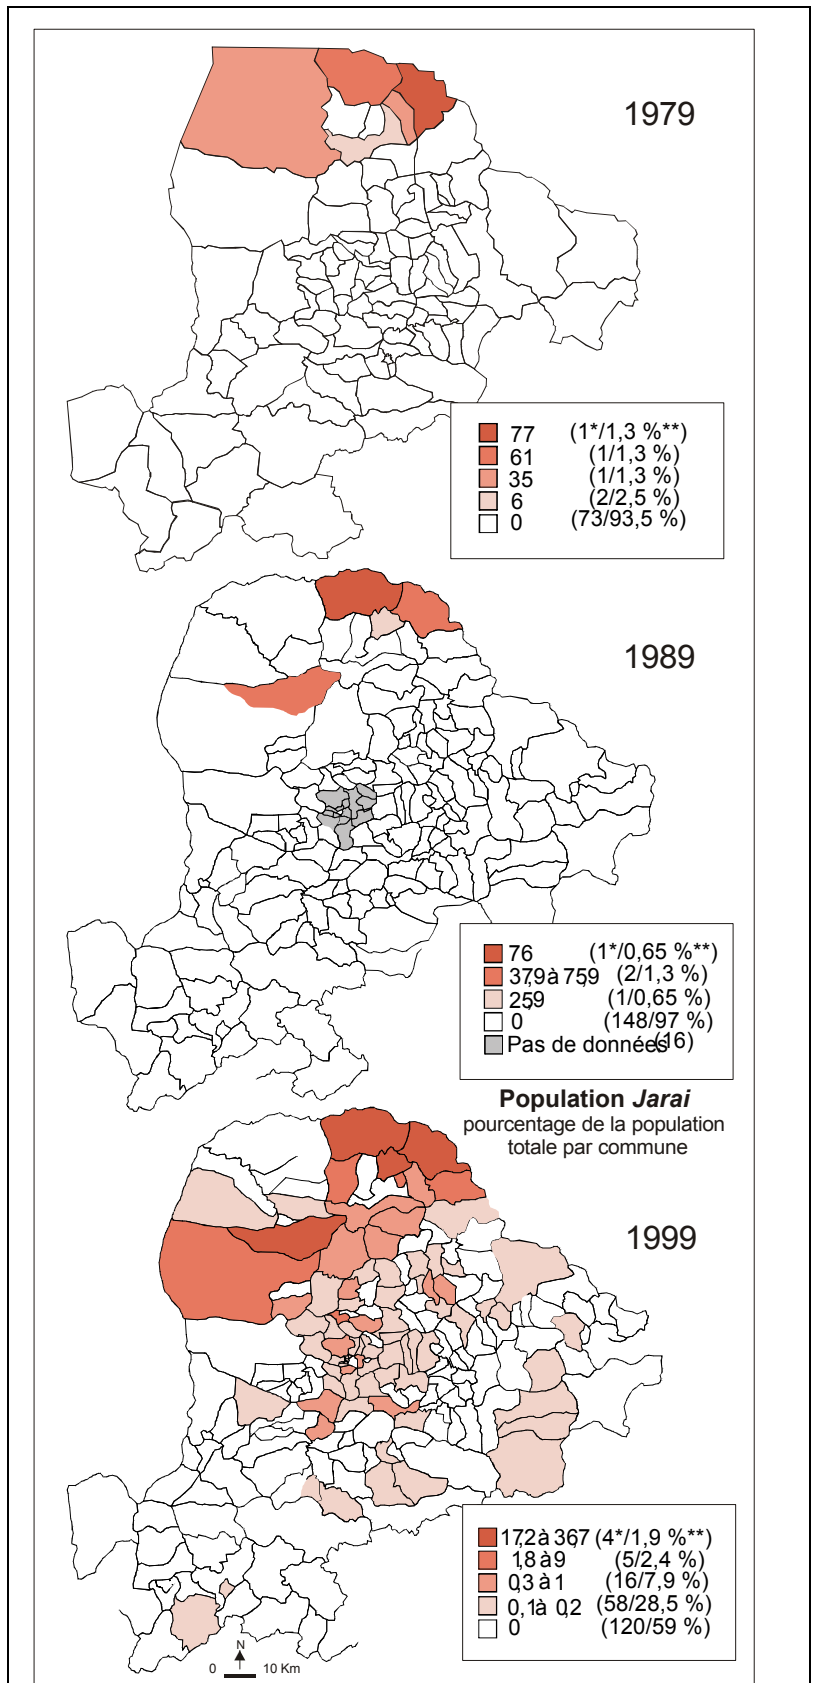 1979
77 (1*/1,3 %**)
61 (1/1,3 %)
35 (1/1,3 %)
6 (2/2,5 %)
0 (73/93,5 %)
1989
76 (1*/0,65 %**)
37,9 à 75,9 (2/1,3 %)
25,9 (1/0,65 %)
0 (148/97 %)
Pas de données (16)
Population Jarai
pourcentage de la population
totale par commune
1999
17,2 à 36,7 (4*/1,9 %**)
1,8 à 9 (5/2,4 %)
0,3 à 1 (16/7,9 %)
0,1 à 0,2 (58/28,5 %)
0 (120/59 %)
N
0 10 Km